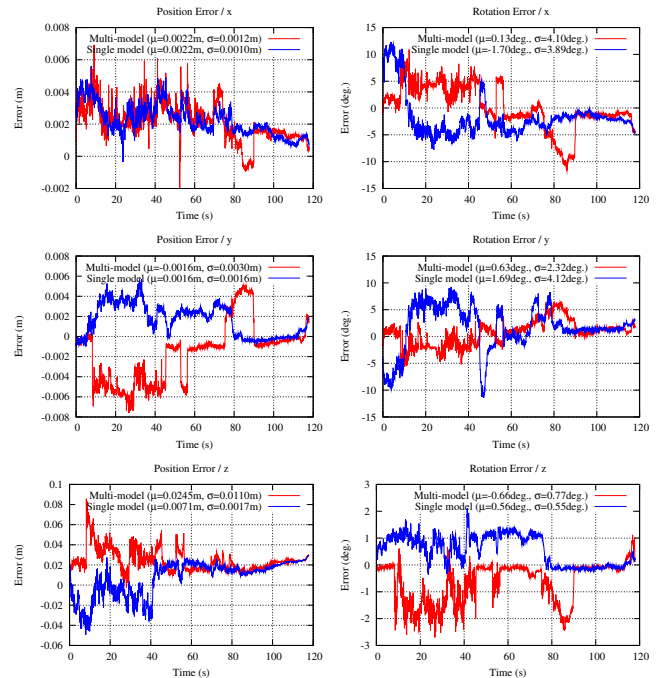 Position Error / x
0.008
0.006
0.004
0.002
0
-0.002
Error (m)
Multi-model (μ=0.0022m, σ=0.0012m)
Single model (μ=0.0022m, σ=0.0010m)
0 20 40 60 80 100 120
Time (s)
Rotation Error / x
15
10
5
0
-5
-10
-15
Error (deg.)
Multi-model (μ=0.13deg., σ=4.10deg.)
Single model (μ=-1.70deg., σ=3.89deg.)
0 20 40 60 80 100 120
Time (s)
Position Error / y
0.008
0.006
0.004
0.002
0
-0.002
-0.004
-0.006
-0.008
Error (m)
Multi-model (μ=-0.0016m, σ=0.0030m)
Single model (μ=0.0016m, σ=0.0016m)
0 20 40 60 80 100 120
Time (s)
Rotation Error / y
15
10
5
0
-5
-10
-15
Error (deg.)
Multi-model (μ=0.63deg., σ=2.32deg.)
Single model (μ=1.69deg., σ=4.12deg.)
0 20 40 60 80 100 120
Time (s)
Position Error / z
0.1
0.08
0.06
0.04
0.02
0
-0.02
-0.04
-0.06
Error (m)
Multi-model (μ=0.0245m, σ=0.0110m)
Single model (μ=0.0071m, σ=0.0017m)
0 20 40 60 80 100 120
Time (s)
Rotation Error / z
3
2
1
0
-1
-2
-3
Error (deg.)
Multi-model (μ=-0.66deg., σ=0.77deg.)
Single model (μ=0.56deg., σ=0.55deg.)
0 20 40 60 80 100 120
Time (s)